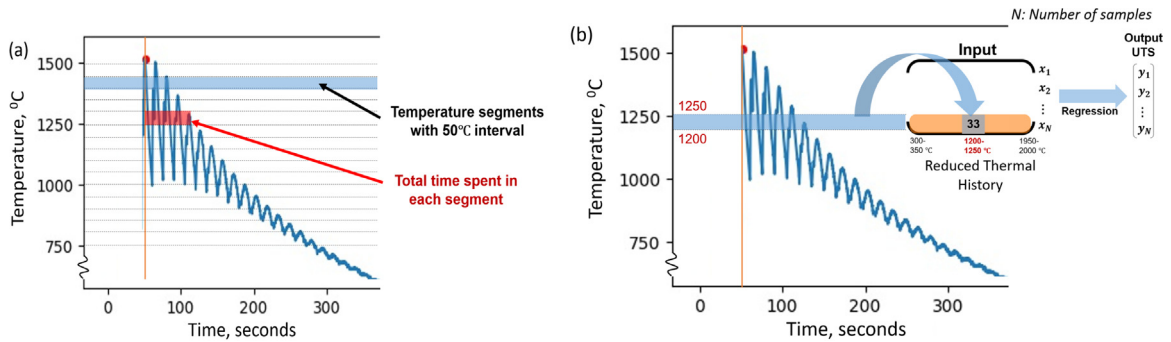 (a)
1500
1250
1000
750
Temperature, ⁰C
0
100
200
300
Time, seconds
Temperature segments
with 50℃ interval
Total time spent in
each segment
(b)
1500
1250
1000
750
Temperature, ⁰C
0
100
200
300
Time, seconds
1250
1200
N: Number of samples
Input
33
300-
350 ℃
1200-
1250 ℃
1950-
2000 ℃
Reduced Thermal
History
x₁
x₂
⋮
x_N
Regression
Output
UTS
y₁
y₂
⋮
y_N